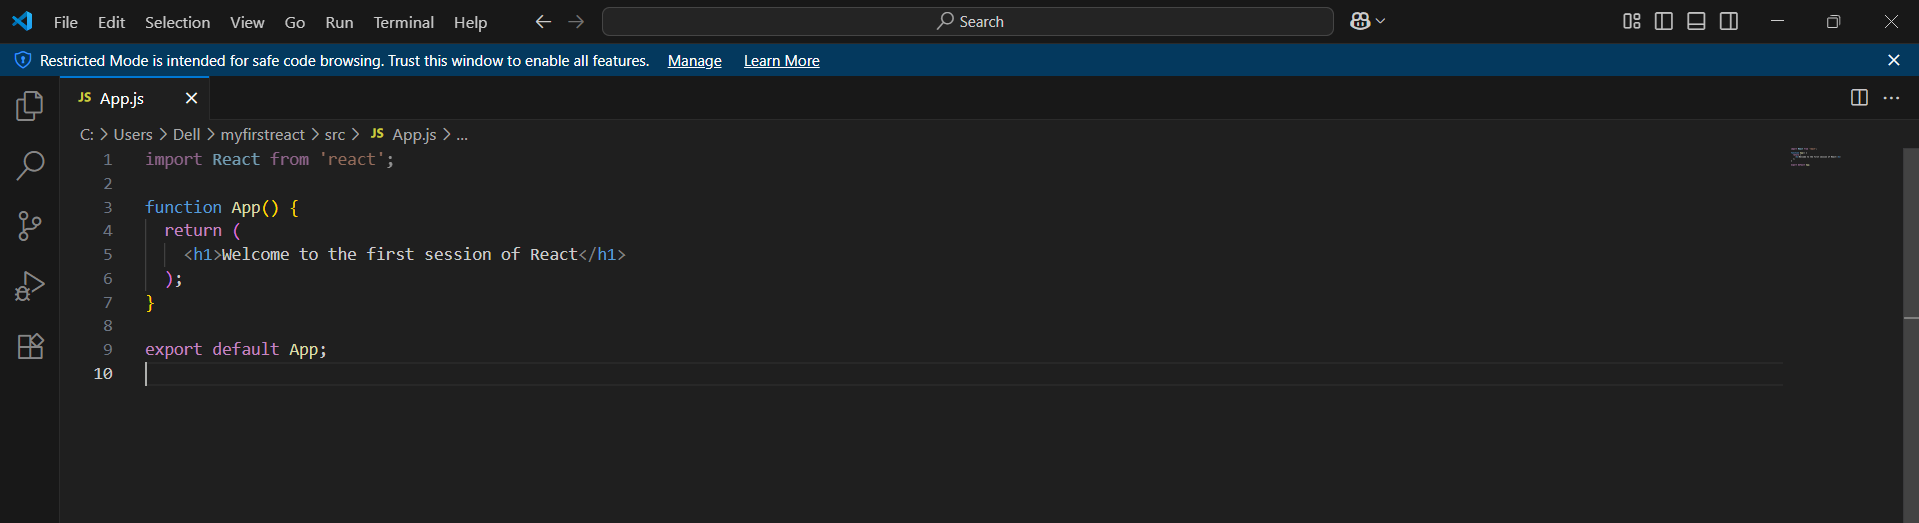 File Edit Selection View Go Run Terminal Help Search
Restricted Mode is intended for safe code browsing. Trust this window to enable all features. Manage Learn More
JS App.js
C: > Users > Dell > myfirstreact > src > JS App.js > ...
1 import React from 'react';
2
3 function App() {
4 return (
5 <h1>Welcome to the first session of React</h1>
6 );
7 }
8
9 export default App;
10